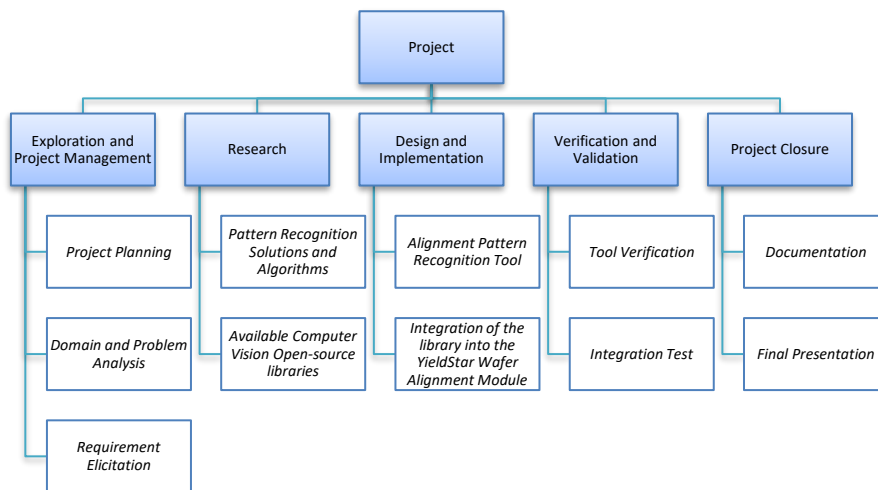 Project
Exploration and
Project Management
Research
Design and
Implementation
Verification and
Validation
Project Closure
Project Planning
Pattern Recognition
Solutions and
Algorithms
Alignment Pattern
Recognition Tool
Tool Verification
Documentation
Domain and Problem
Analysis
Available Computer
Vision Open-source
libraries
Integration of the
library into the
YieldStar Wafer
Alignment Module
Integration Test
Final Presentation
Requirement
Elicitation